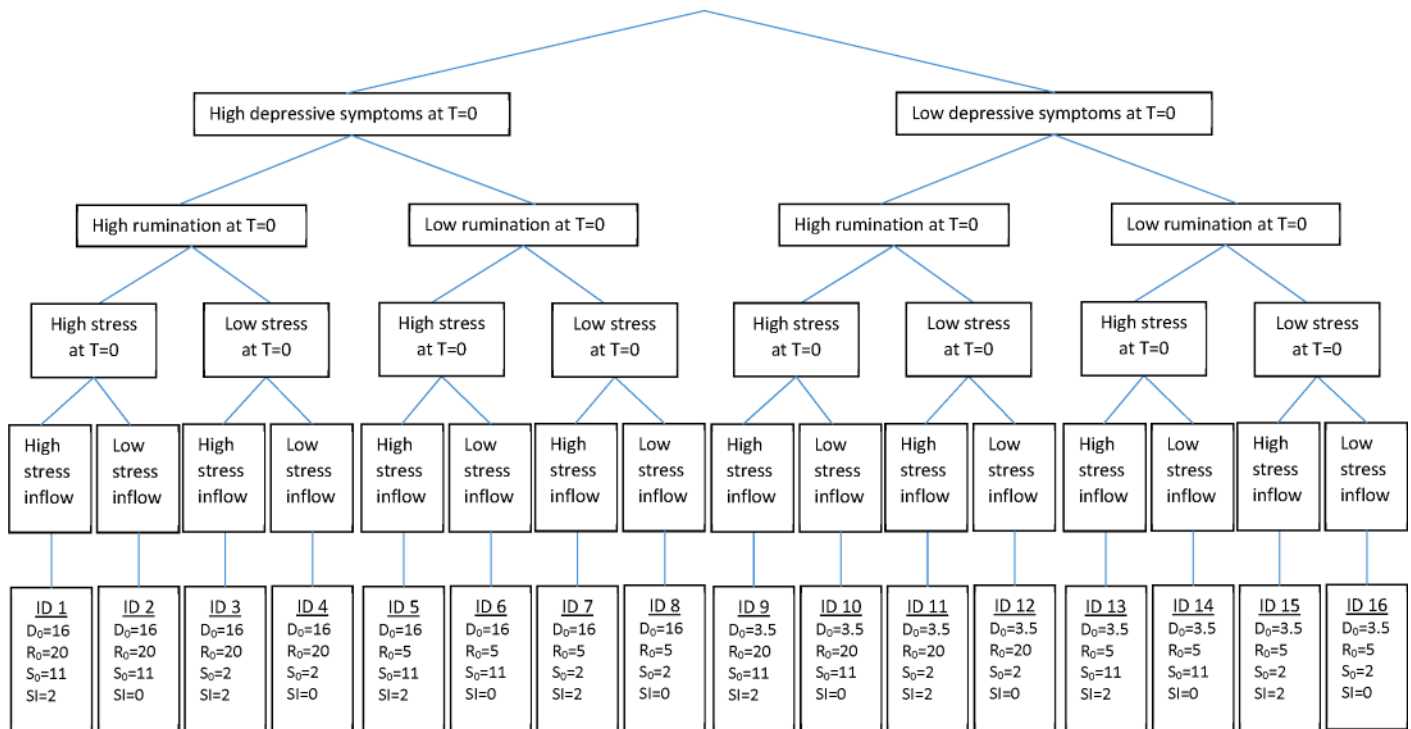 High depressive symptoms at T=0
Low depressive symptoms at T=0
High rumination at T=0
Low rumination at T=0
High rumination at T=0
Low rumination at T=0
High stress
at T=0
Low stress
at T=0
High stress
at T=0
Low stress
at T=0
High stress
at T=0
Low stress
at T=0
High stress
at T=0
Low stress
at T=0
High
stress
inflow
Low
stress
inflow
High
stress
inflow
Low
stress
inflow
High
stress
inflow
Low
stress
inflow
High
stress
inflow
Low
stress
inflow
High
stress
inflow
Low
stress
inflow
High
stress
inflow
Low
stress
inflow
High
stress
inflow
Low
stress
inflow
High
stress
inflow
Low
stress
inflow
ID 1
D₀=16
R₀=20
S₀=11
SI=2
ID 2
D₀=16
R₀=20
S₀=11
SI=0
ID 3
D₀=16
R₀=20
S₀=2
SI=2
ID 4
D₀=16
R₀=20
S₀=2
SI=0
ID 5
D₀=16
R₀=5
S₀=11
SI=2
ID 6
D₀=16
R₀=5
S₀=11
SI=0
ID 7
D₀=16
R₀=5
S₀=2
SI=2
ID 8
D₀=16
R₀=5
S₀=2
SI=0
ID 9
D₀=3.5
R₀=20
S₀=11
SI=2
ID 10
D₀=3.5
R₀=20
S₀=11
SI=0
ID 11
D₀=3.5
R₀=20
S₀=2
SI=2
ID 12
D₀=3.5
R₀=20
S₀=2
SI=0
ID 13
D₀=3.5
R₀=5
S₀=11
SI=2
ID 14
D₀=3.5
R₀=5
S₀=11
SI=0
ID 15
D₀=3.5
R₀=5
S₀=2
SI=2
ID 16
D₀=3.5
R₀=5
S₀=2
SI=0